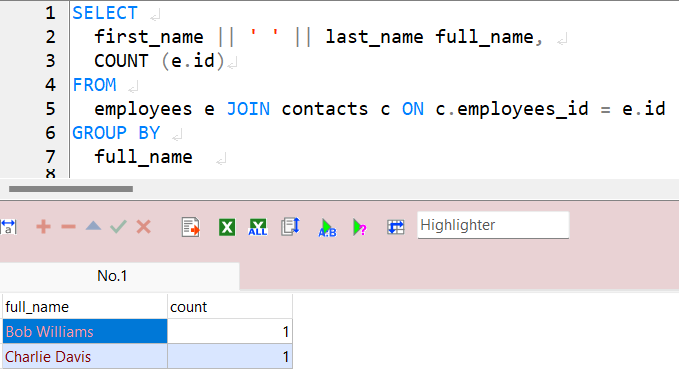 1 SELECT
2 first_name || ' ' || last_name full_name,
3 COUNT (e.id)
4 FROM
5 employees e JOIN contacts c ON c.employees_id = e.id
6 GROUP BY
7 full_name
8
a
ALL
A:B
?
Highlighter
No.1
full_name count
Bob Williams 1
Charlie Davis 1